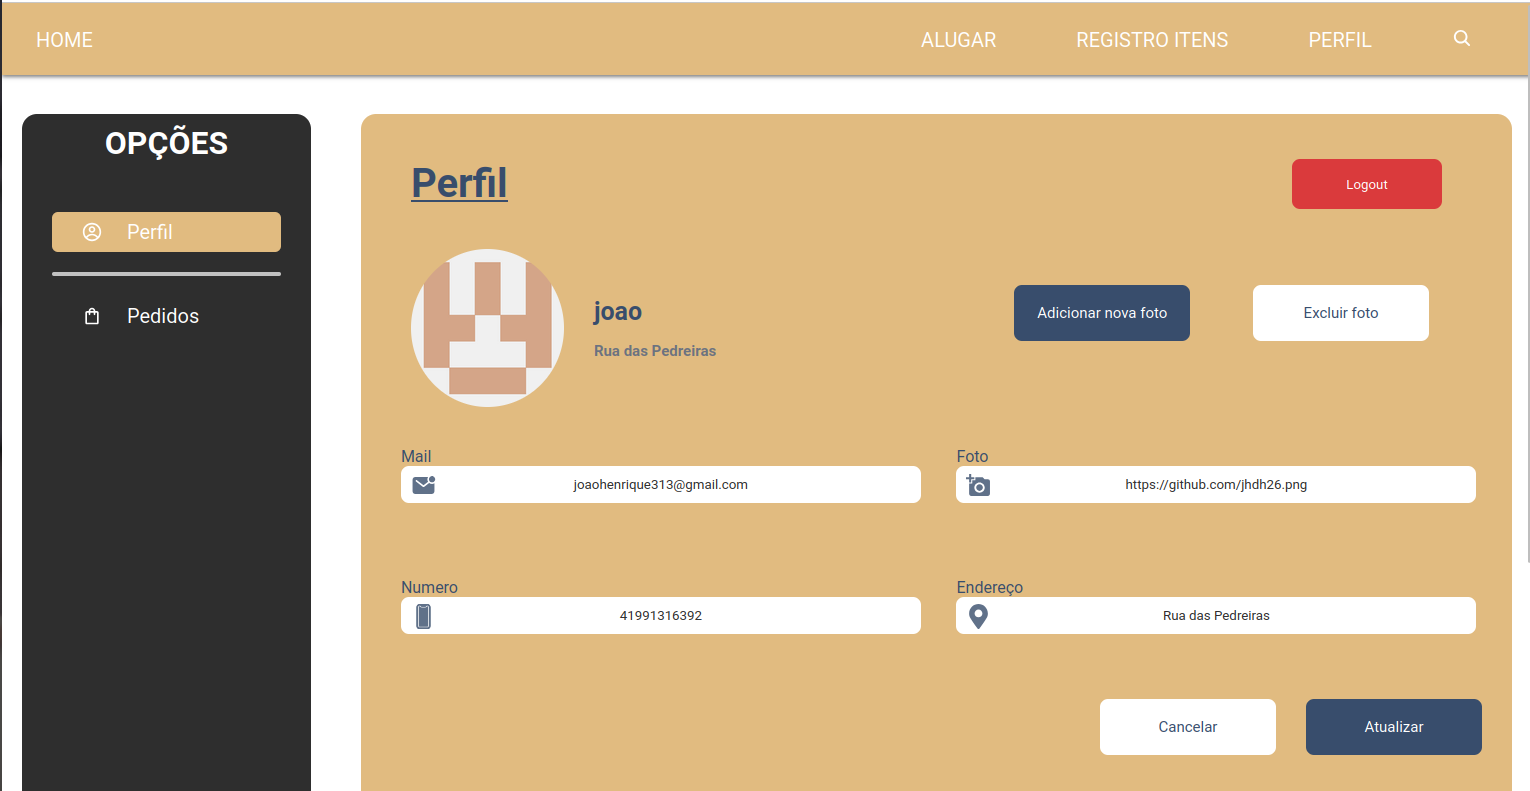 HOME
ALUGAR
REGISTRO ITENS
PERFIL
OPÇÕES
Perfil
Pedidos
Perfil
Logout
joao
Rua das Pedreiras
Adicionar nova foto
Excluir foto
Mail
joaohenrique313@gmail.com
Foto
https://github.com/jhdh26.png
Numero
41991316392
Endereço
Rua das Pedreiras
Cancelar
Atualizar